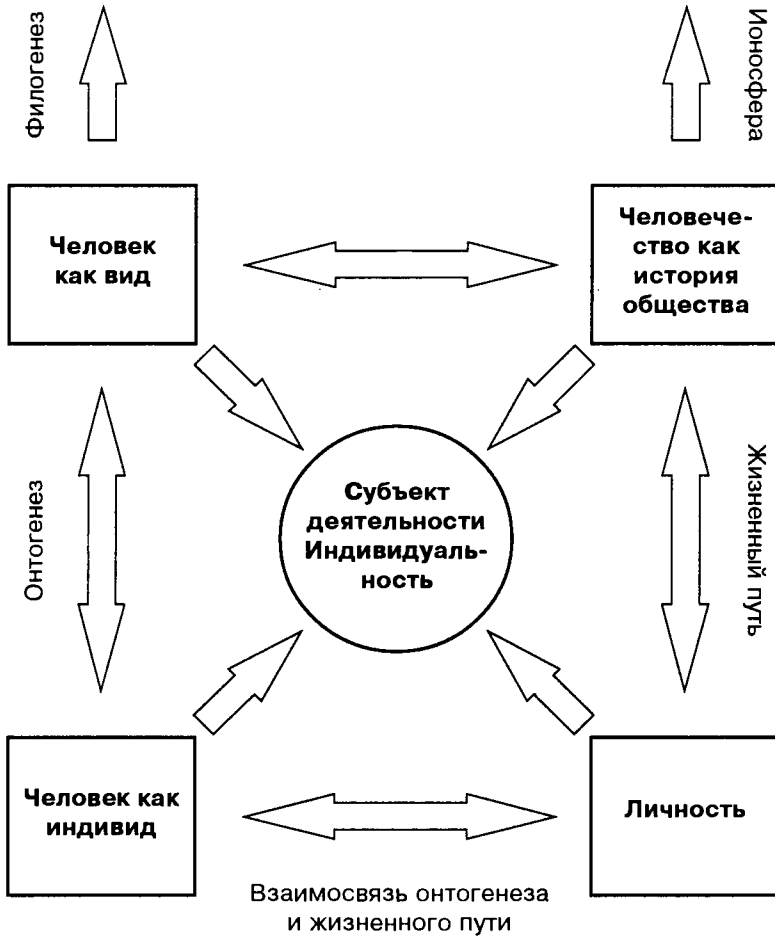 Филогенез
Ионосфера
Человек
как вид
Человече-
ство как
история
общества
Онтогенез
Субъект
деятельности
Индивидуаль-
ность
Жизненный путь
Человек как
индивид
Личность
Взаимосвязь онтогенеза
и жизненного пути